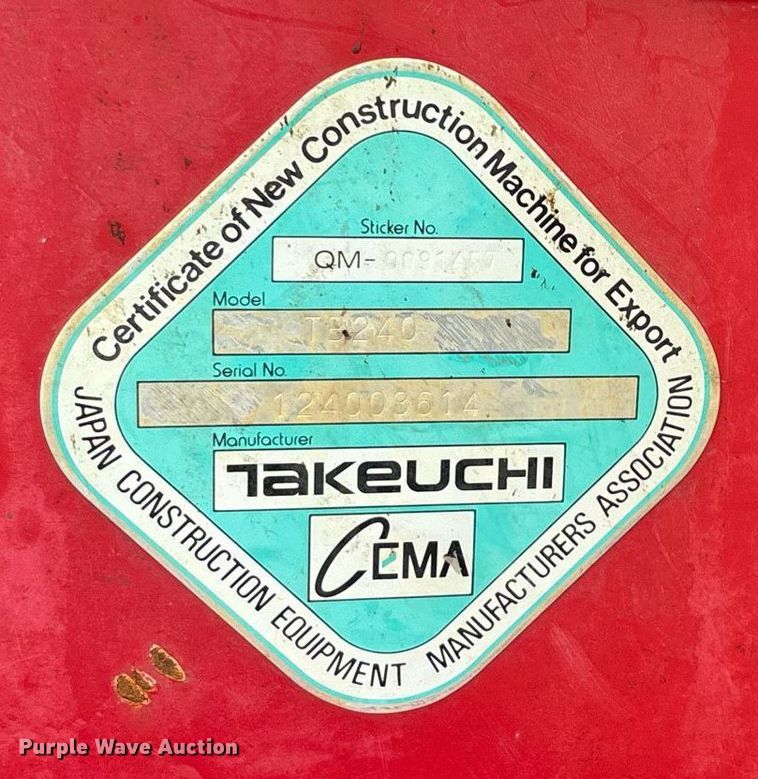 Certificate of New Construction Machine for Export
Sticker No.
QM-
Model
TB240
Serial No.
124003614
Manufacturer
TAKEUCHI
CEMA
JAPAN CONSTRUCTION EQUIPMENT MANUFACTURERS ASSOCIATION
Purple Wave Auction